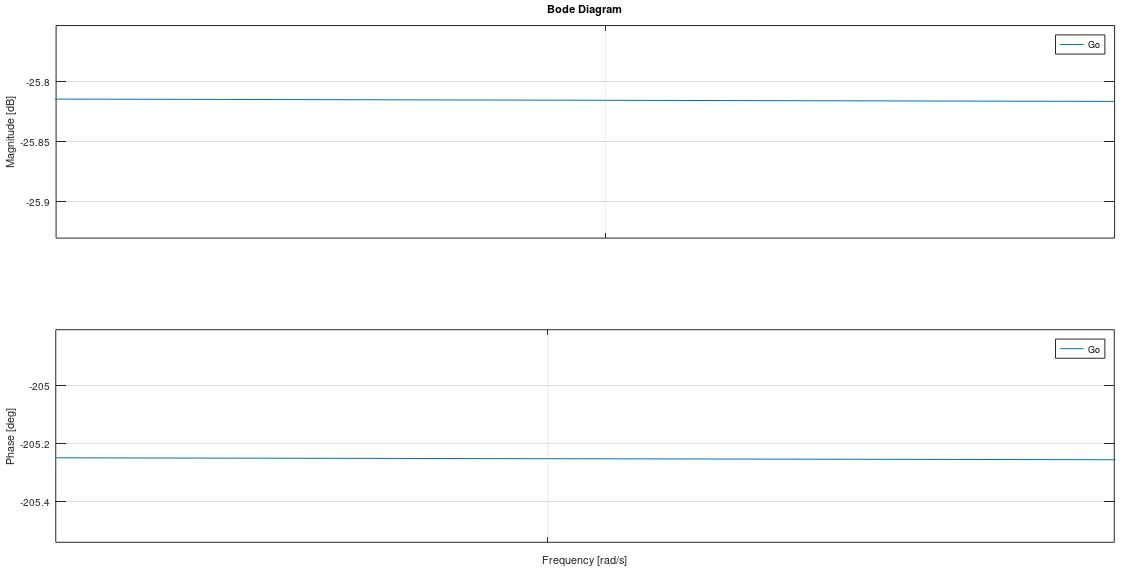 Bode Diagram
Go
Magnitude [dB]
-25.8
-25.85
-25.9
Go
Phase [deg]
-205
-205.2
-205.4
Frequency [rad/s]